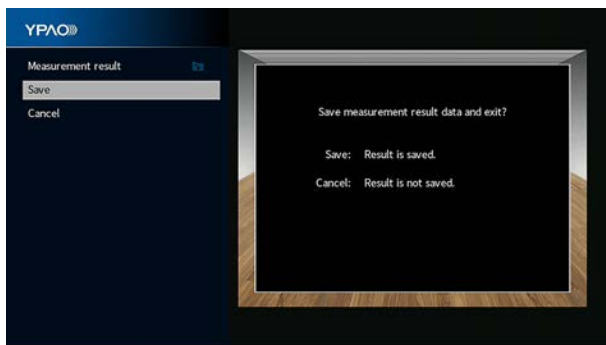 YPAO
Measurement result
Save
Cancel
Save measurement result data and exit?
Save: Result is saved.
Cancel: Result is not saved.